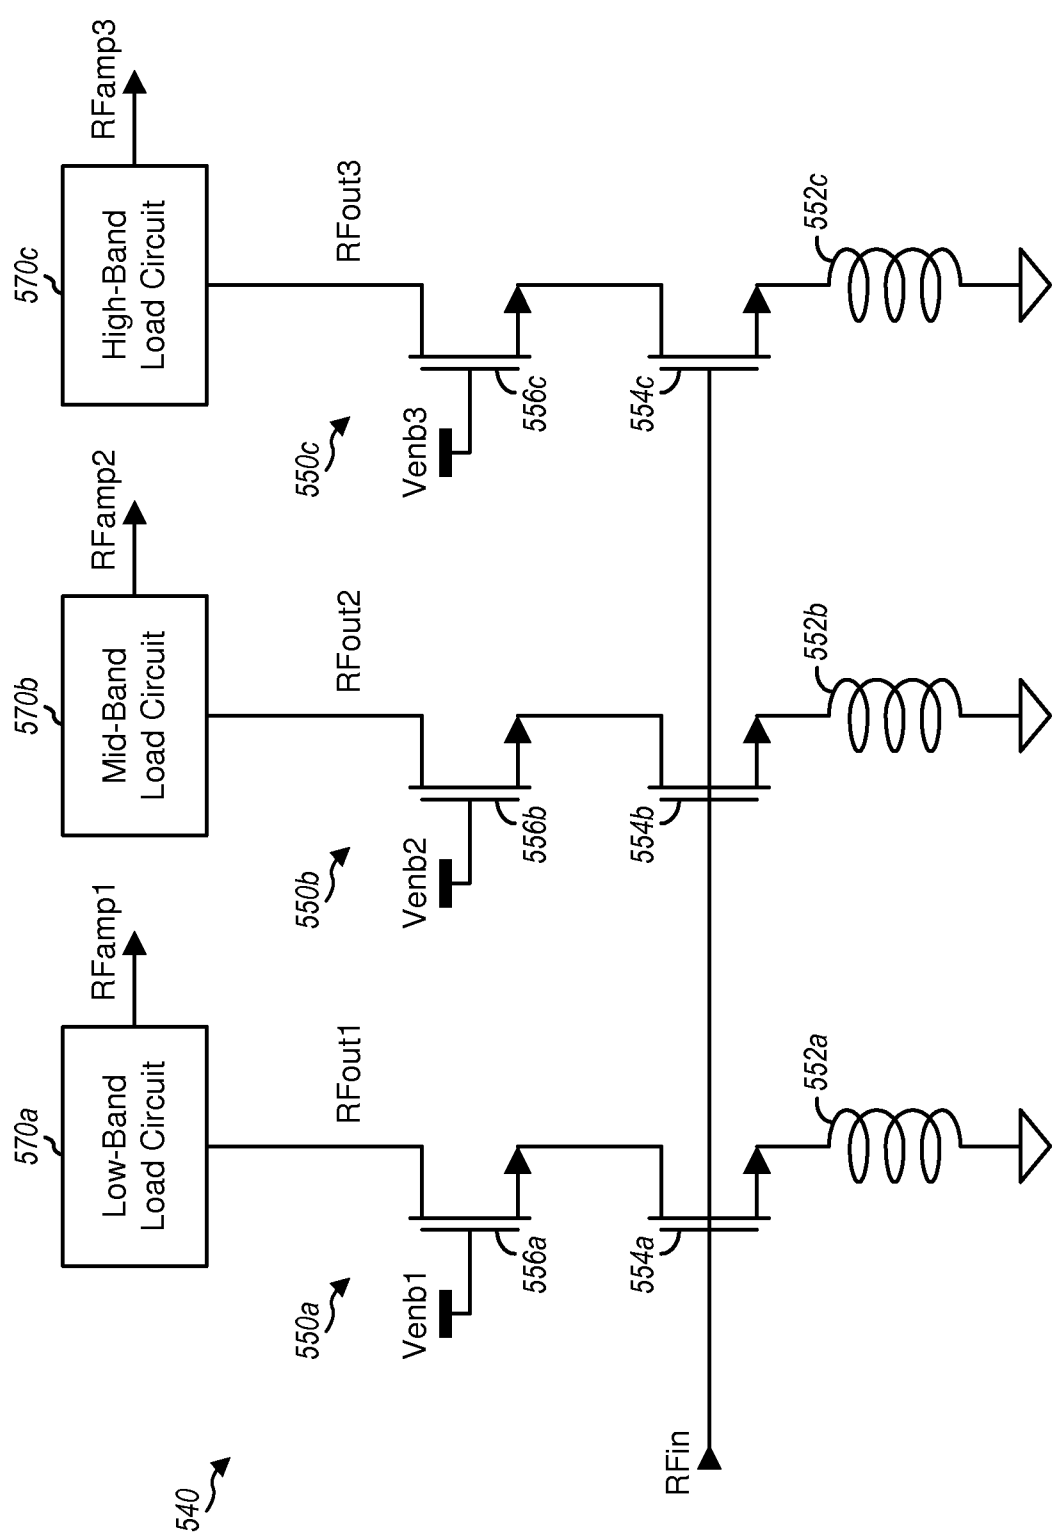 540
570a
Low-Band
Load Circuit
RFamp1
570b
Mid-Band
Load Circuit
RFamp2
570c
High-Band
Load Circuit
RFamp3
550a
RFout1
550b
RFout2
550c
RFout3
Venb1
556a
Venb2
556b
Venb3
556c
RFin
554a
554b
554c
552a
552b
552c